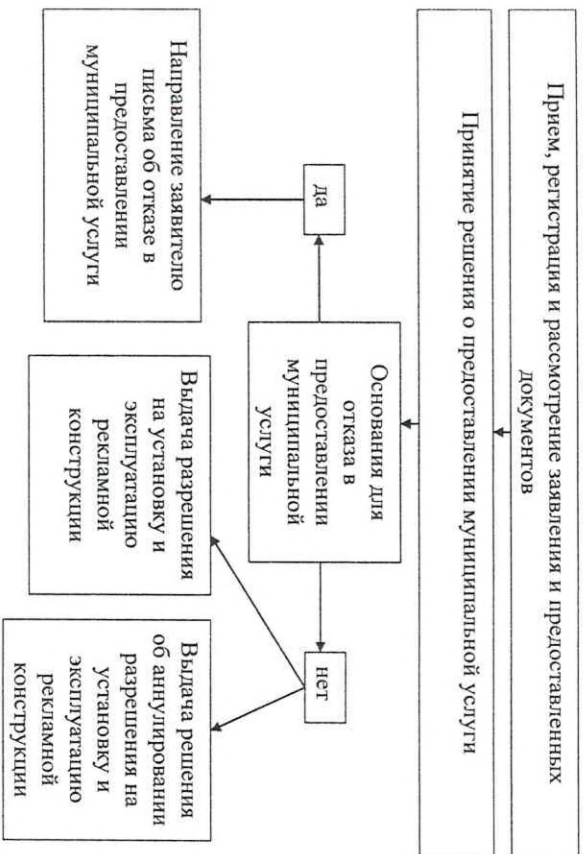 Прием, регистрация и рассмотрение заявления и предоставленных
документов
Принятие решения о предоставлении муниципальной услуги
Основания для
отказа в
предоставлении
муниципальной
услуги
да
нет
Направление заявителю
письма об отказе в
предоставлении
муниципальной услуги
Выдача разрешения
на установку и
эксплуатацию
рекламной
конструкции
Выдача решения
об аннулировании
разрешения на
установку и
эксплуатацию
рекламной
конструкции